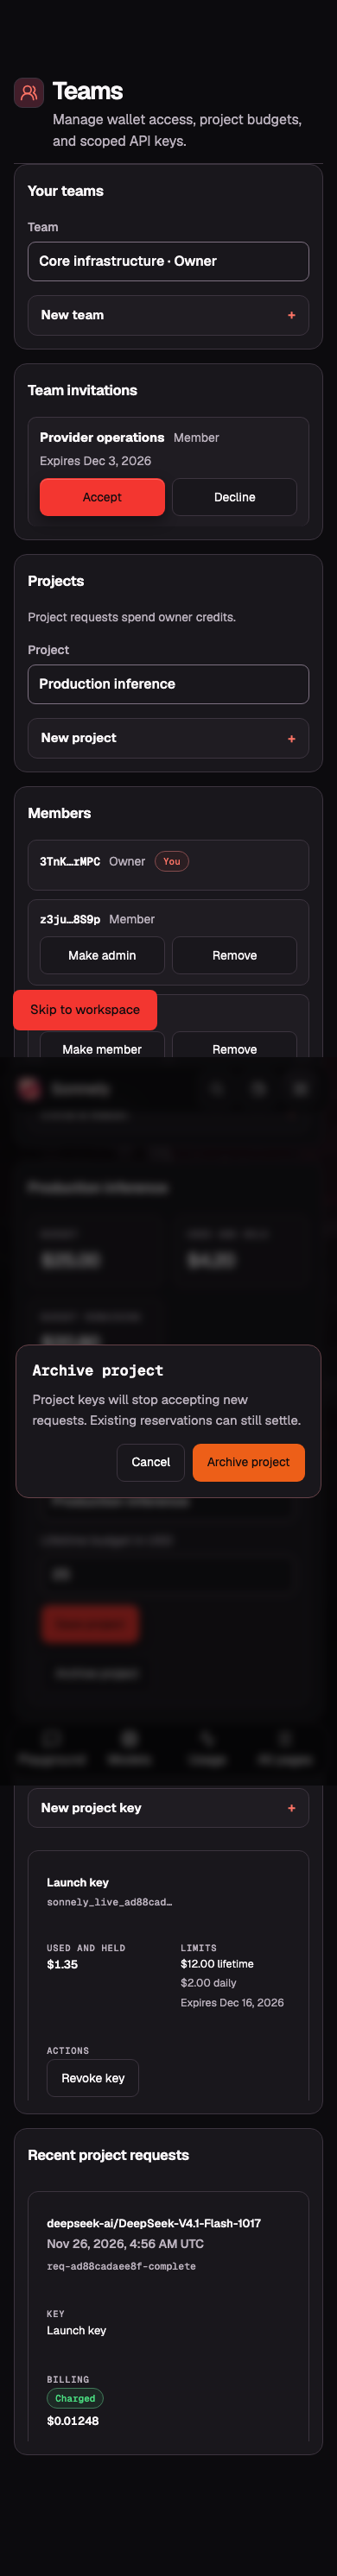 Teams
Manage wallet access, project budgets,
and scoped API keys.
Your teams
Team
Core infrastructure · Owner
New team +
Team invitations
Provider operations Member
Expires Dec 3, 2026
Accept Decline
Projects
Project requests spend owner credits.
Project
Production inference
New project +
Members
3TnK…rMPC Owner You
z3ju…8S9p Member
Make admin Remove
Skip to workspace
Make member Remove
Production inference
Archive project
Project keys will stop accepting new
requests. Existing reservations can still settle.
Cancel Archive project
Archive project
New project key +
Launch key
sonnely_live_ad88cad…
USED AND HELD
$1.35
LIMITS
$12.00 lifetime
$2.00 daily
Expires Dec 16, 2026
ACTIONS
Revoke key
Recent project requests
deepseek-ai/DeepSeek-V4.1-Flash-1017
Nov 26, 2026, 4:56 AM UTC
req-ad88cadaee8f-complete
KEY
Launch key
BILLING
Charged
$0.01248